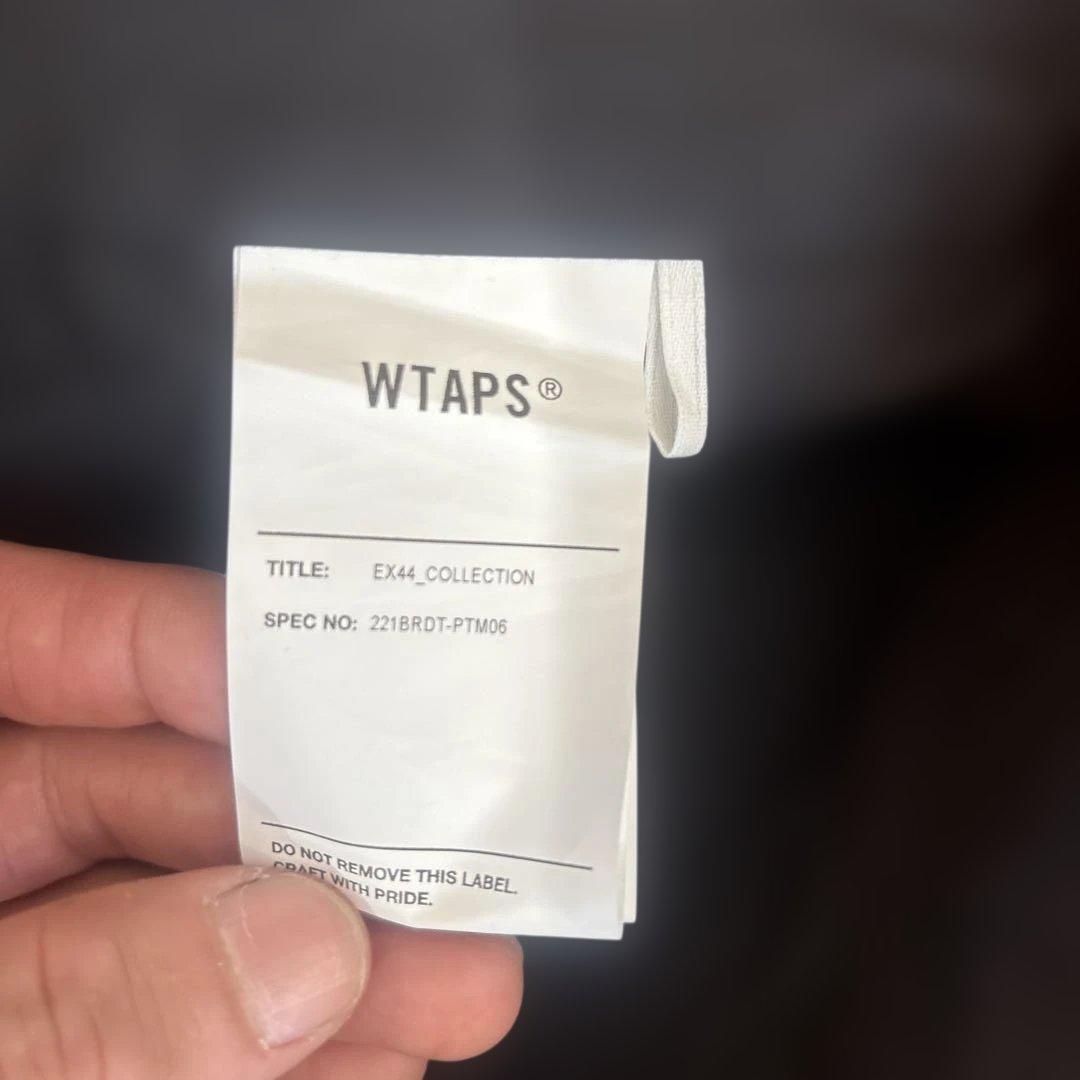 WTAPS®
TITLE: EX44_COLLECTION
SPEC NO: 221BRDT-PTM06
DO NOT REMOVE THIS LABEL.
CRAFT WITH PRIDE.